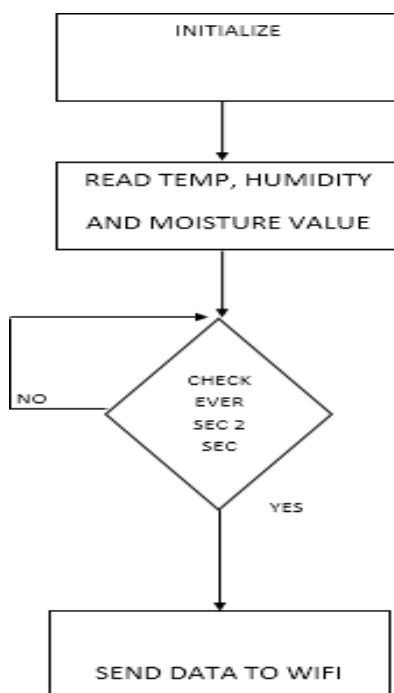 INITIALIZE
READ TEMP, HUMIDITY
AND MOISTURE VALUE
CHECK
EVER
SEC 2
SEC
NO
YES
SEND DATA TO WIFI